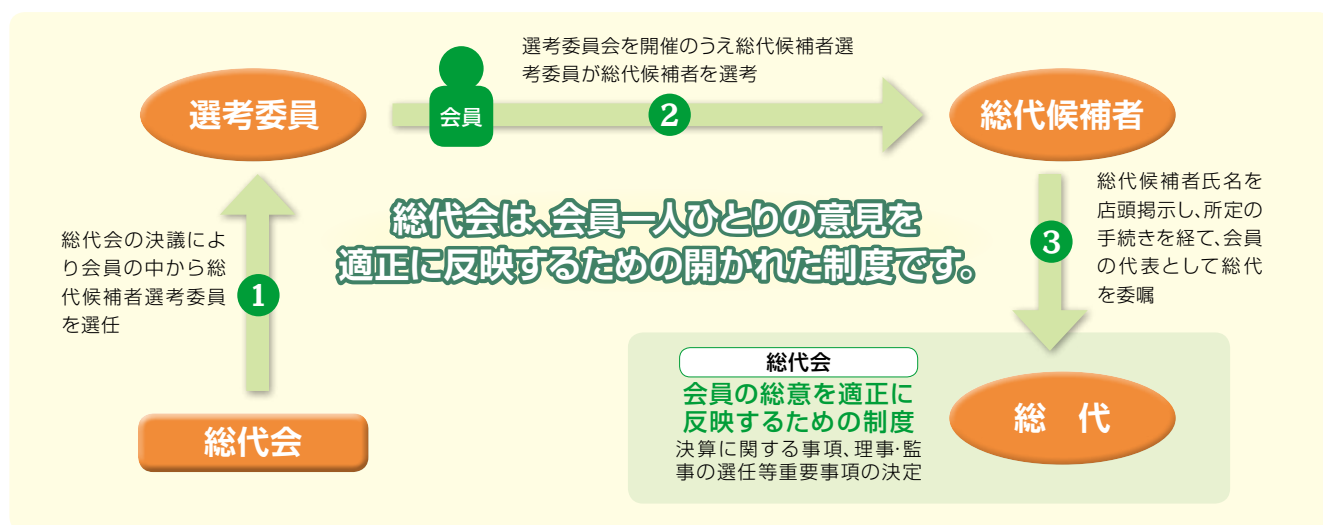 選考委員会を開催のうえ総代候補者選
考委員が総代候補者を選考
選考委員
会員
2
総代候補者
総代会の決議によ
り会員の中から総
代候補者選考委員
を選任
1
総代会は、会員一人ひとりの意見を
適正に反映するための開かれた制度です。
3
総代候補者氏名を
店頭掲示し、所定の
手続きを経て、会員
の代表として総代
を委嘱
総代会
総代会
会員の総意を適正に
反映するための制度
決算に関する事項、理事・監
事の選任等重要事項の決定
総 代